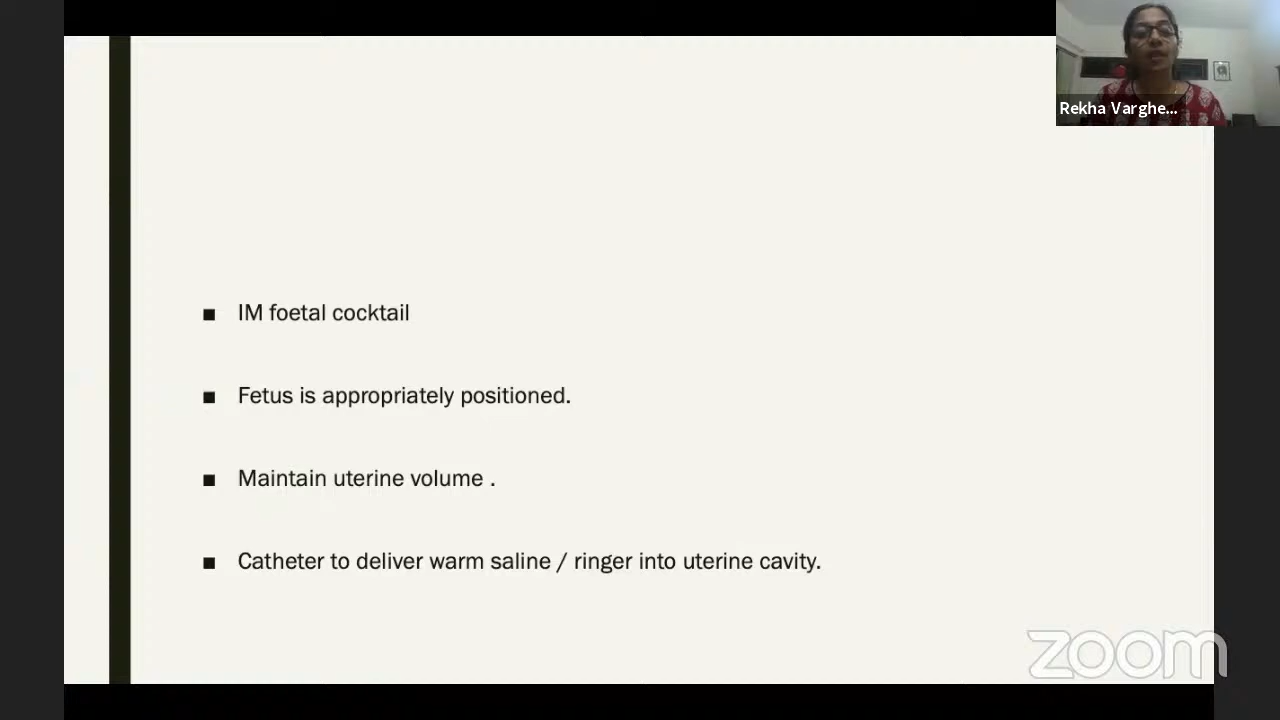 Rekha Varghe...
■ IM foetal cocktail
■ Fetus is appropriately positioned.
■ Maintain uterine volume .
■ Catheter to deliver warm saline / ringer into uterine cavity.
zoom